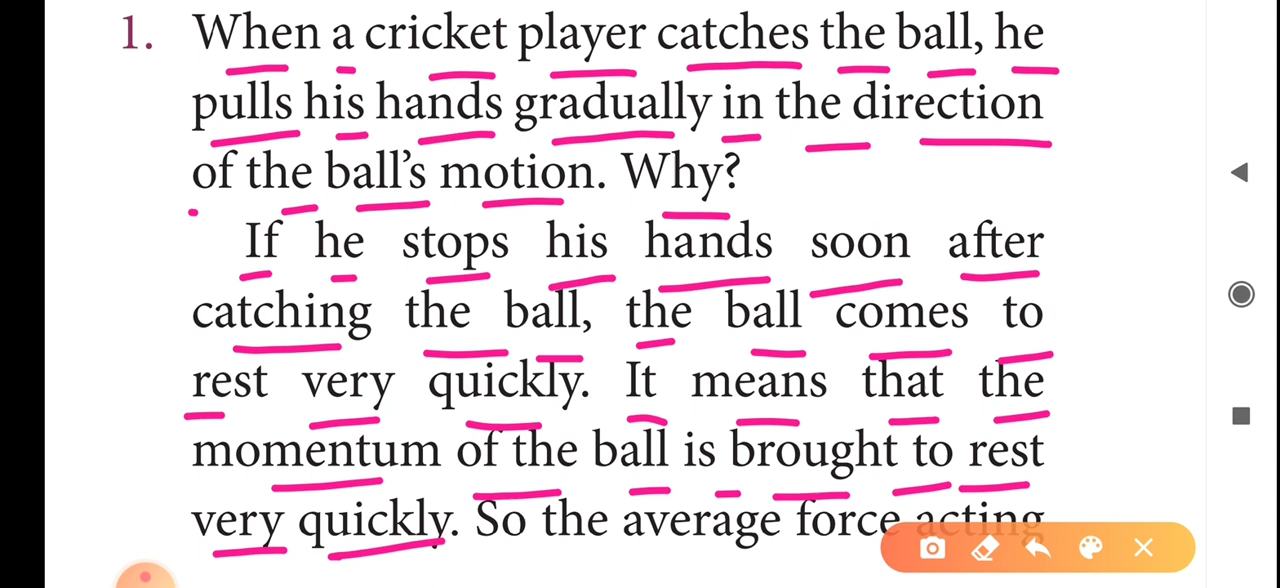 1. When a cricket player catches the ball, he
pulls his hands gradually in the direction
of the ball's motion. Why?
If he stops his hands soon after
catching the ball, the ball comes to
rest very quickly. It means that the
momentum of the ball is brought to rest
very quickly. So the average force acting